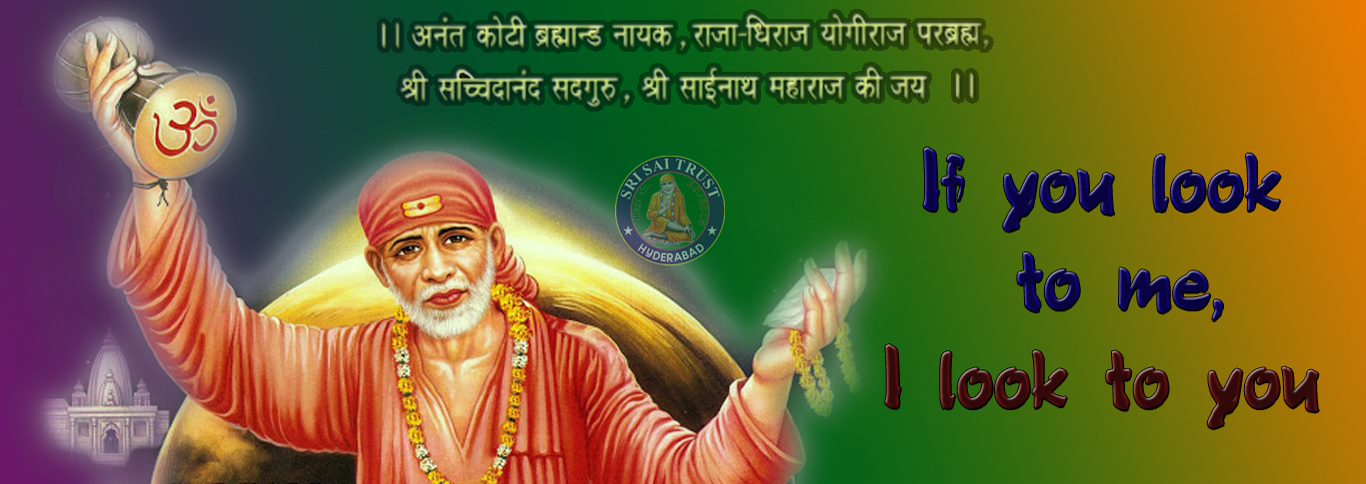 ।। अनंत कोटी ब्रह्मान्ड नायक , राजा-धिराज योगीराज परब्रह्म,
श्री सच्चिदानंद सदगुरु , श्री साईनाथ महाराज की जय ।।
ॐ
SRI SAI TRUST
HYDERABAD
If you look
to me,
I look to you